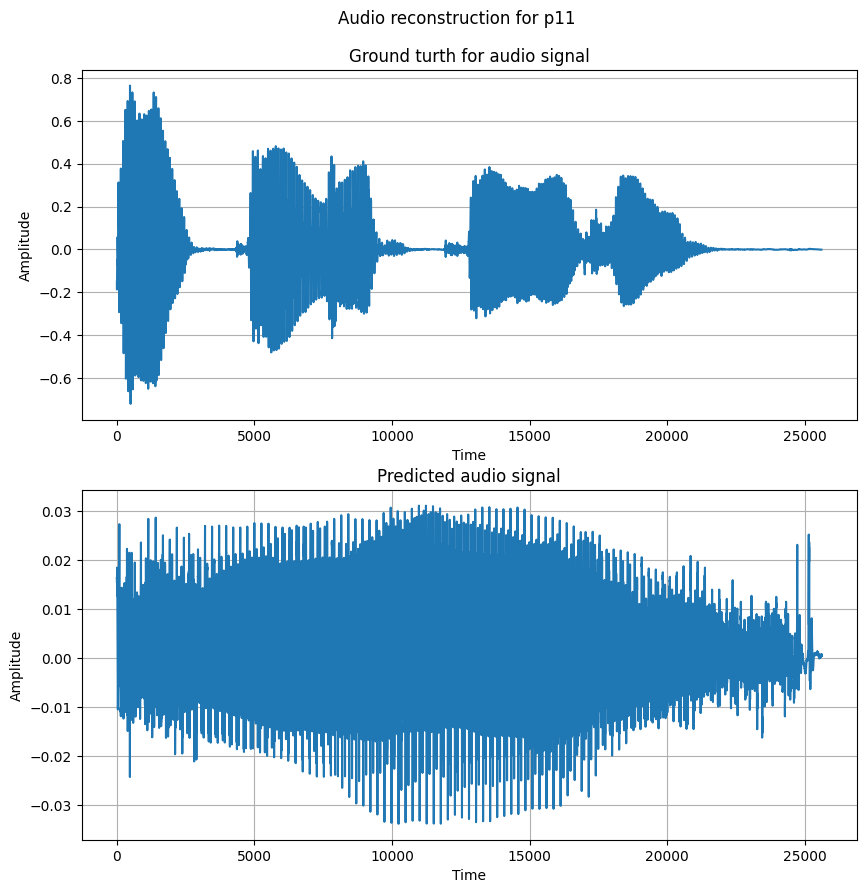 Audio reconstruction for p11
Ground turth for audio signal
0.8
0.6
0.4
0.2
0.0
−0.2
−0.4
−0.6
Amplitude
0 5000 10000 15000 20000 25000
Time
Predicted audio signal
0.03
0.02
0.01
0.00
−0.01
−0.02
−0.03
Amplitude
0 5000 10000 15000 20000 25000
Time